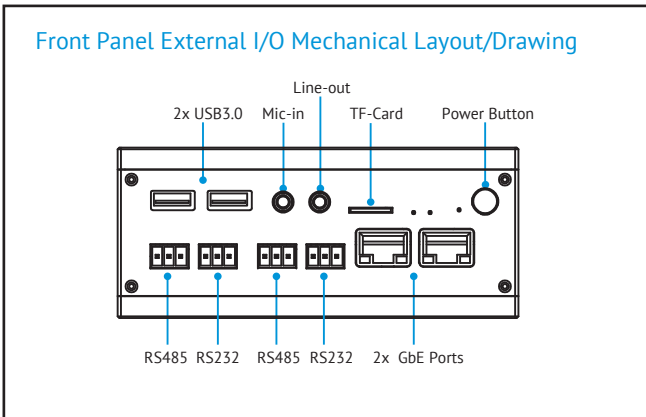 Front Panel External I/O Mechanical Layout/Drawing
Line-out
2x USB3.0 Mic-in TF-Card Power Button
RS485 RS232 RS485 RS232 2x GbE Ports